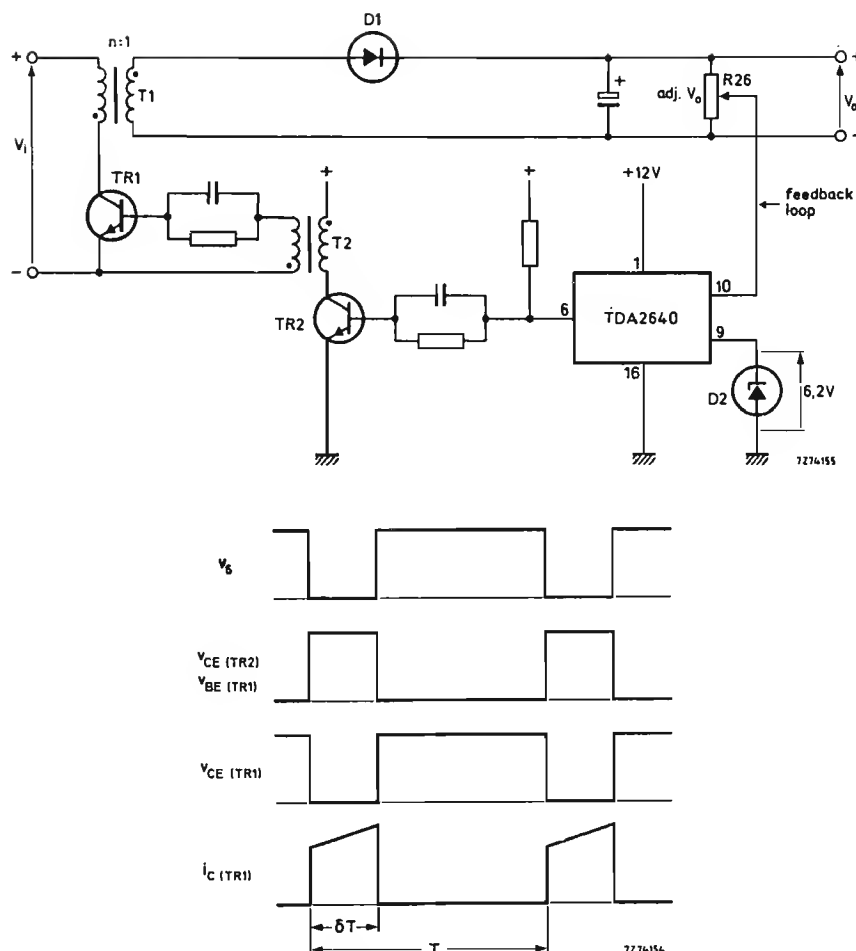 n:1
D1
+
+
T1
+
R26
adj. Vo
Vi
Vo
TR1
+
+
+12V
feedback
loop
T2
-
-
1
10
6
TDA2640
TR2
9
16
D2
6,2V
7Z74155
V6
VCE (TR2)
VBE (TR1)
VCE (TR1)
iC (TR1)
δT
T
7Z74154